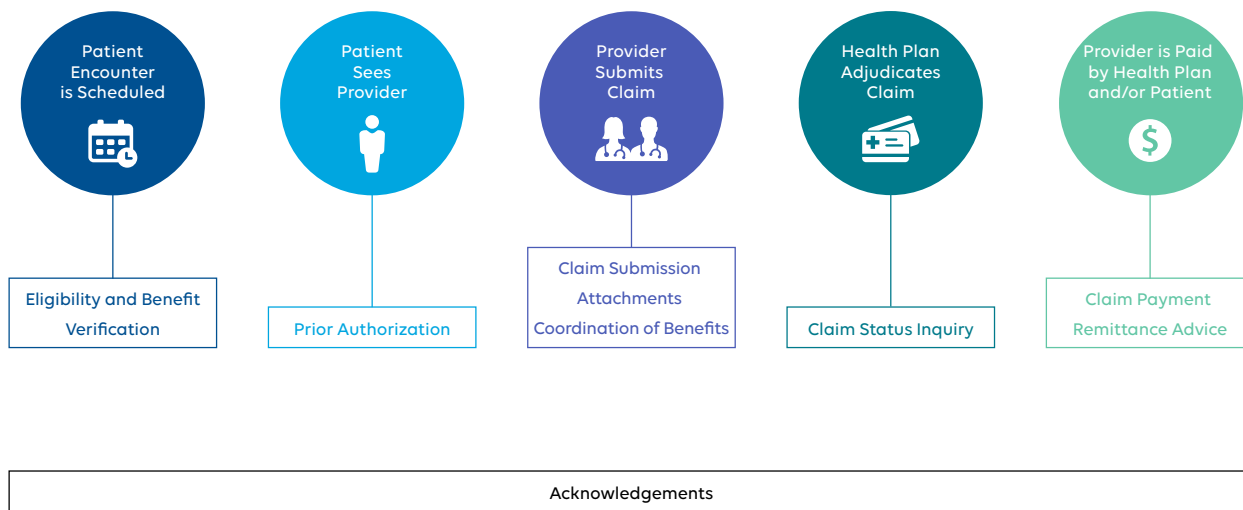 Patient
Encounter
is Scheduled
Patient
Sees
Provider
Provider
Submits
Claim
Health Plan
Adjudicates
Claim
Provider is Paid
by Health Plan
and/or Patient
$
Eligibility and Benefit
Verification
Prior Authorization
Claim Submission
Attachments
Coordination of Benefits
Claim Status Inquiry
Claim Payment
Remittance Advice
Acknowledgements